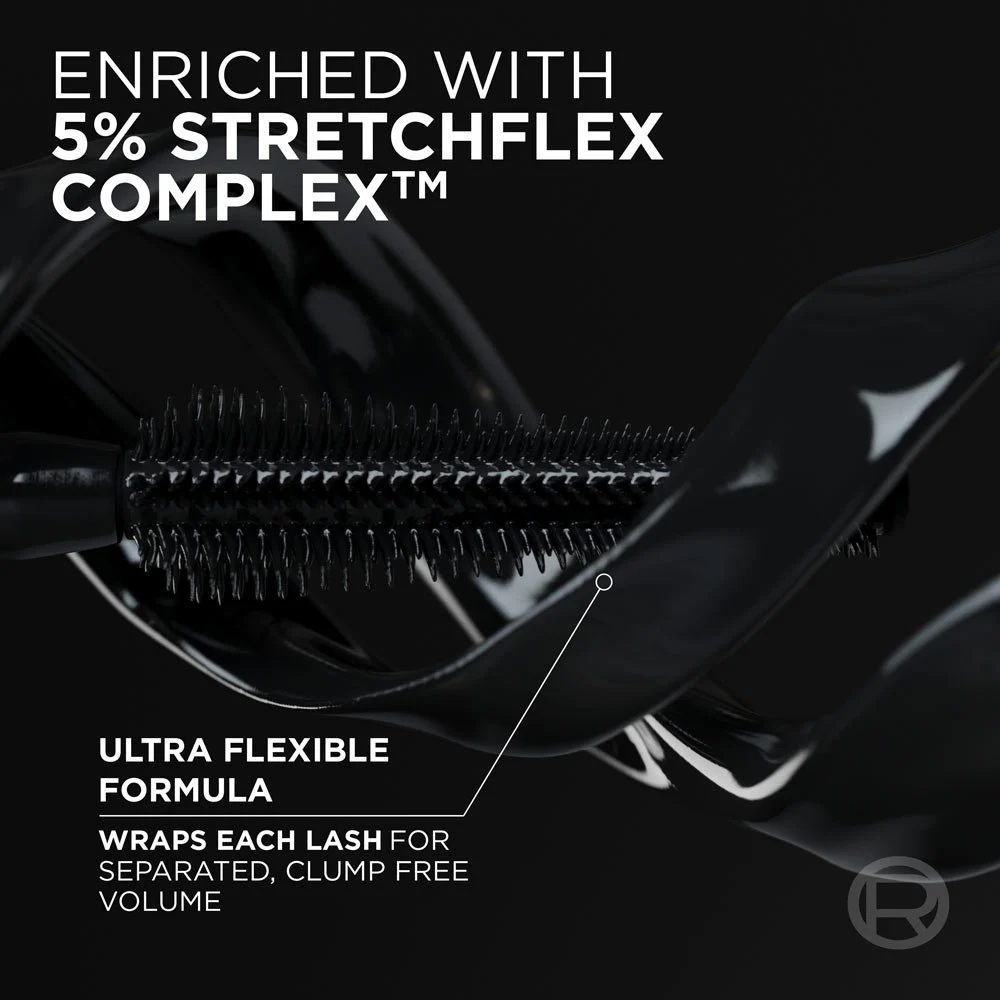 ENRICHED WITH
5% STRETCHFLEX
COMPLEX™
ULTRA FLEXIBLE
FORMULA
WRAPS EACH LASH FOR
SEPARATED, CLUMP FREE
VOLUME